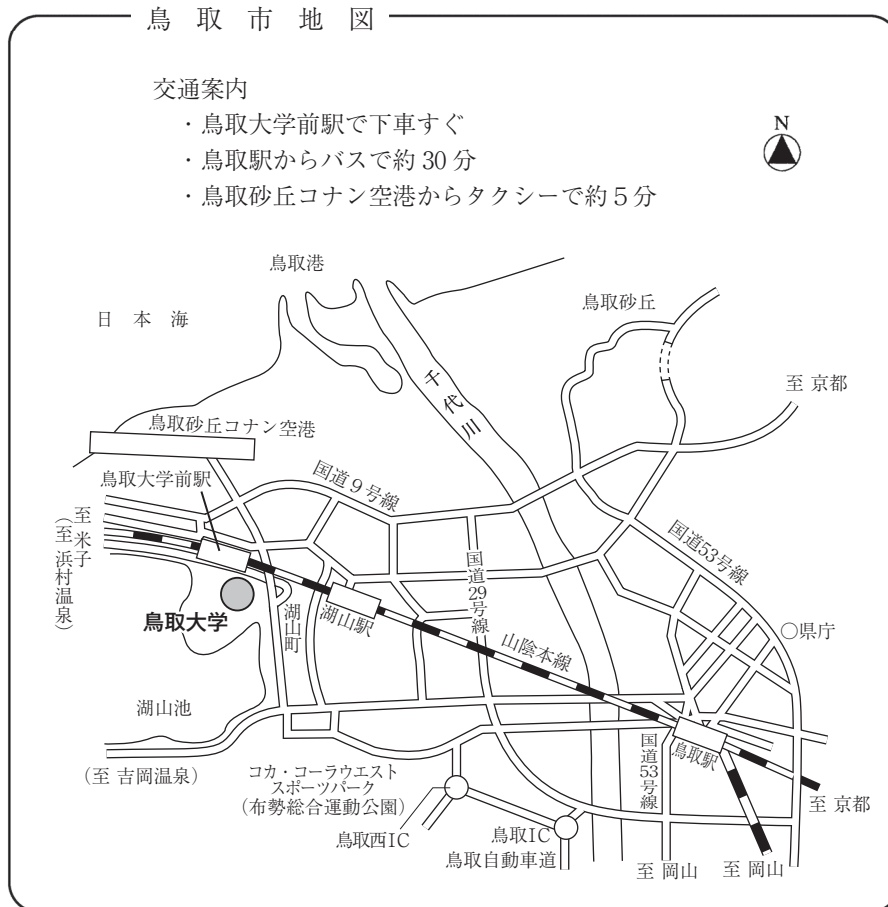 鳥取市地図
交通案内
・鳥取大学前駅で下車すぐ
・鳥取駅からバスで約 30 分
・鳥取砂丘コナン空港からタクシーで約５分
N
鳥取港
日本海
鳥取砂丘
千代川
至 京都
鳥取砂丘コナン空港
鳥取大学前駅
国道９号線
国道53号線
至 米子
(至 浜村温泉)
国道29号線
鳥取大学
湖山町
湖山駅
山陰本線
〇県庁
湖山池
(至 吉岡温泉)
コカ・コーラウエスト
スポーツパーク
(布勢総合運動公園)
国道53号線
鳥取駅
至 京都
鳥取西IC
鳥取IC
鳥取自動車道
至 岡山
至 岡山